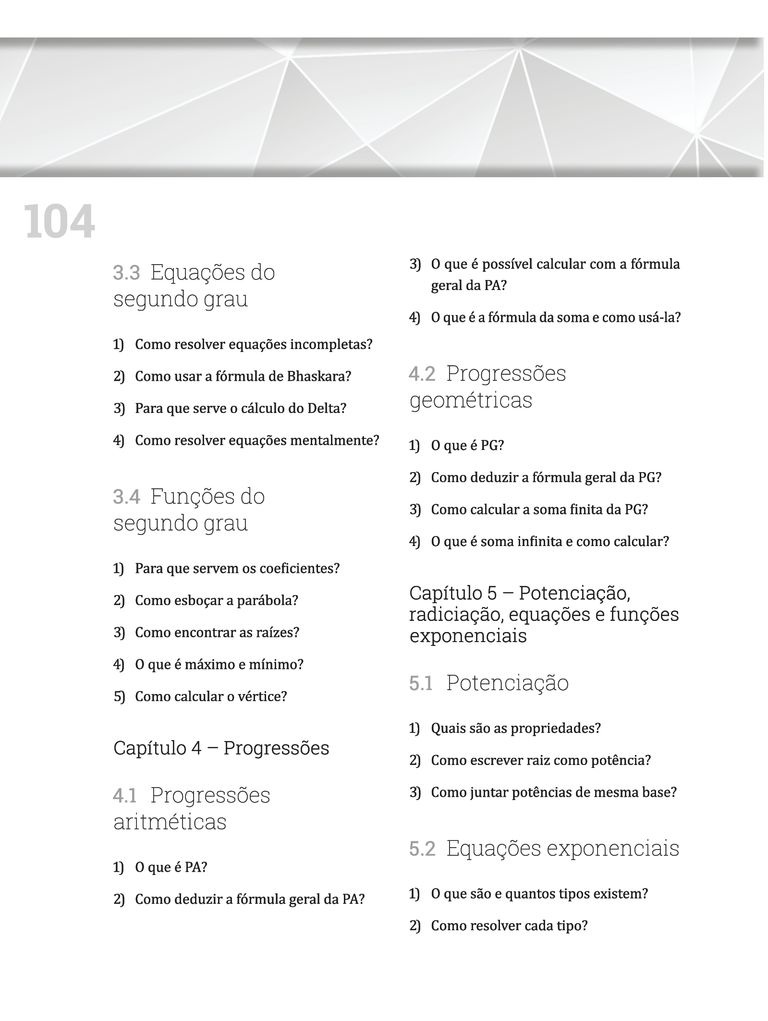 104
3.3 Equações do
segundo grau
1) Como resolver equações incompletas?
2) Como usar a fórmula de Bhaskara?
3) Para que serve o cálculo do Delta?
4) Como resolver equações mentalmente?
3.4 Funções do
segundo grau
1) Para que servem os coeficientes?
2) Como esboçar a parábola?
3) Como encontrar as raízes?
4) O que é máximo e mínimo?
5) Como calcular o vértice?
Capítulo 4 – Progressões
4.1 Progressões
aritméticas
1) O que é PA?
2) Como deduzir a fórmula geral da PA?
3) O que é possível calcular com a fórmula
geral da PA?
4) O que é a fórmula da soma e como usá-la?
4.2 Progressões
geométricas
1) O que é PG?
2) Como deduzir a fórmula geral da PG?
3) Como calcular a soma finita da PG?
4) O que é soma infinita e como calcular?
Capítulo 5 – Potenciação,
radiciação, equações e funções
exponenciais
5.1 Potenciação
1) Quais são as propriedades?
2) Como escrever raiz como potência?
3) Como juntar potências de mesma base?
5.2 Equações exponenciais
1) O que são e quantos tipos existem?
2) Como resolver cada tipo?